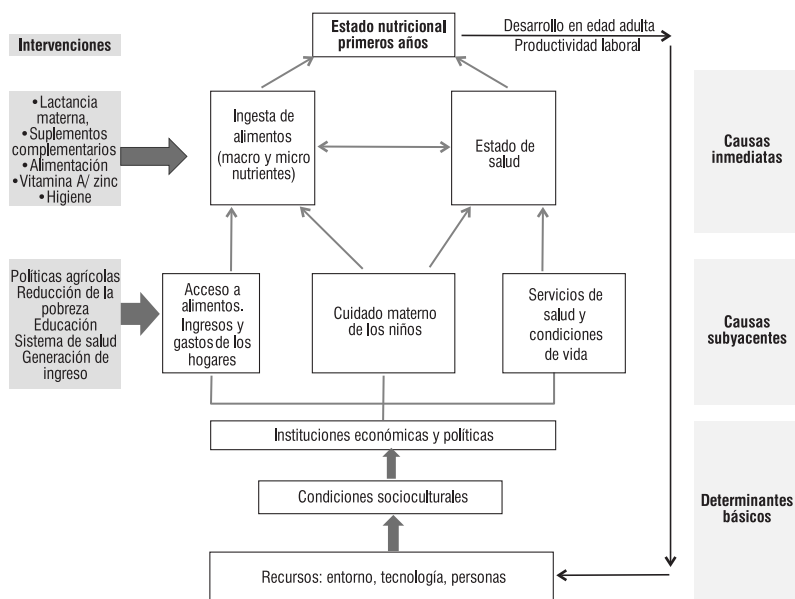 Estado nutricional
primeros años
Desarrollo en edad adulta
Productividad laboral
Intervenciones
•Lactancia
materna,
•Suplementos
complementarios
•Alimentación
•Vitamina A/ zinc
•Higiene
Ingesta de
alimentos
(macro y micro
nutrientes)
Estado de
salud
Causas
inmediatas
Políticas agrícolas
Reducción de la
pobreza
Educación
Sistema de salud
Generación de
ingreso
Acceso a
alimentos.
Ingresos y
gastos de los
hogares
Cuidado materno
de los niños
Servicios de
salud y
condiciones
de vida
Causas
subyacentes
Instituciones económicas y políticas
Condiciones socioculturales
Recursos: entorno, tecnología, personas
Determinantes
básicos